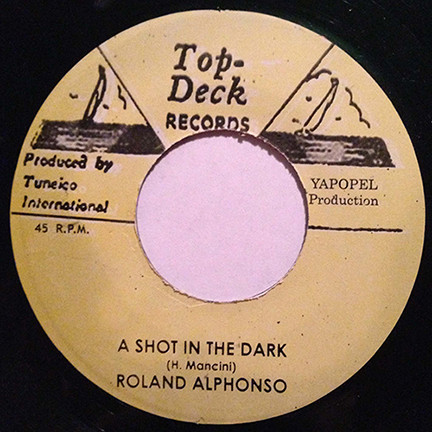 Top-
Deck
RECORDS
Produced by
Tuneico
International
YAPOPEL
Production
45 R.P.M.
A SHOT IN THE DARK
(H. Mancini)
ROLAND ALPHONSO